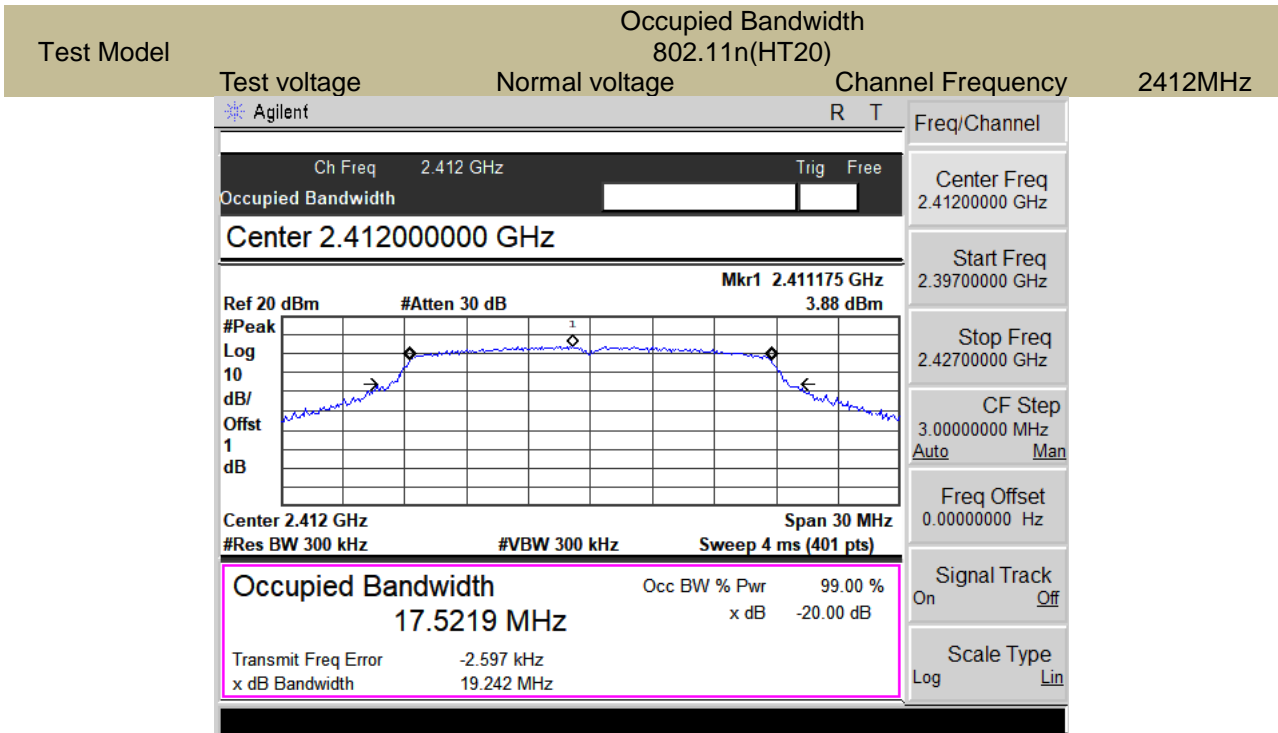 Occupied Bandwidth
Test Model 802.11n(HT20)
Test voltage Normal voltage Channel Frequency 2412MHz
Agilent R T
Ch Freq 2.412 GHz Trig Free
Occupied Bandwidth
Center 2.412000000 GHz
Mkr1 2.411175 GHz
Ref 20 dBm #Atten 30 dB 3.88 dBm
#Peak
Log
10
dB/
Offst
1
dB
1
Center 2.412 GHz Span 30 MHz
#Res BW 300 kHz #VBW 300 kHz Sweep 4 ms (401 pts)
Occupied Bandwidth
17.5219 MHz
Occ BW % Pwr 99.00 %
x dB -20.00 dB
Transmit Freq Error -2.597 kHz
x dB Bandwidth 19.242 MHz
Freq/Channel
Center Freq
2.41200000 GHz
Start Freq
2.39700000 GHz
Stop Freq
2.42700000 GHz
CF Step
3.00000000 MHz
Auto Man
Freq Offset
0.00000000 Hz
Signal Track
On Off
Scale Type
Log Lin